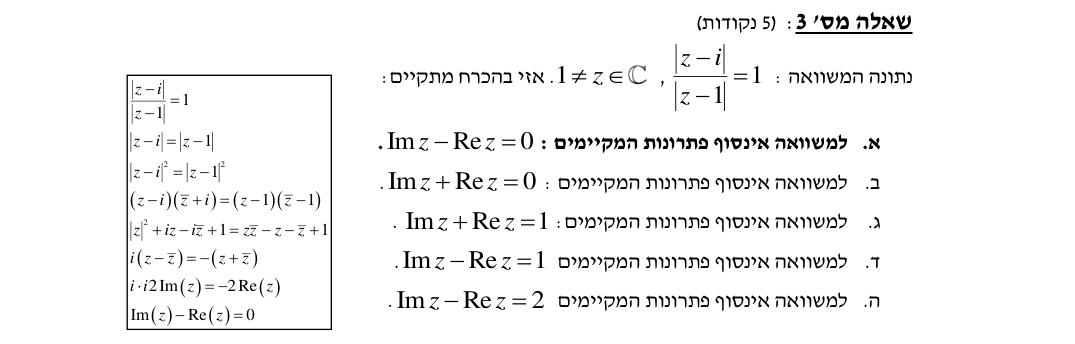 שאלה מס' 3 : (5 נקודות)
נתונה המשוואה : |z − i| / |z − 1| = 1 , 1 ≠ z ∈ ℂ . אזי בהכרח מתקיים :
א. למשוואה אינסוף פתרונות המקיימים : Im z − Re z = 0 .
ב. למשוואה אינסוף פתרונות המקיימים : Im z + Re z = 0 .
ג. למשוואה אינסוף פתרונות המקימים : Im z + Re z = 1 .
ד. למשוואה אינסוף פתרונות המקיימים Im z − Re z = 1 .
ה. למשוואה אינסוף פתרונות המקיימים Im z − Re z = 2 .
|z − i| / |z − 1| = 1
|z − i| = |z − 1|
|z − i|² = |z − 1|²
(z − i)(z̅ + i) = (z − 1)(z̅ − 1)
|z|² + iz − iz̅ + 1 = zz̅ − z − z̅ + 1
i(z − z̅) = −(z + z̅)
i · i2 Im(z) = −2 Re(z)
Im(z) − Re(z) = 0